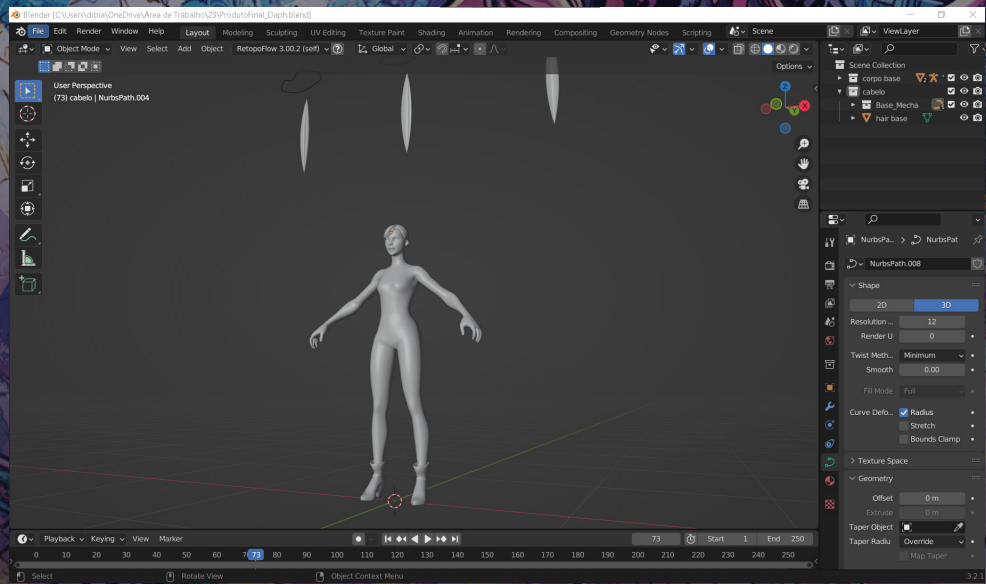 Blender [C:\Users\dibia\OneDrive\Área de Trabalho\23\ProdutoFinal_Daph.blend]
File Edit Render Window Help Layout Modeling Sculpting UV Editing Texture Paint Shading Animation Rendering Compositing Geometry Nodes Scripting Scene ViewLayer
Object Mode View Select Add Object RetopoFlow 3.00.2 (self) Global
Options
User Perspective
(73) cabelo | NurbsPath.004
Z
X
Y
Scene Collection
corpo base
cabelo
Base_Mecha
hair base
NurbsPa... NurbsPat
NurbsPath.008
Shape
2D 3D
Resolution ... 12
Render U 0
Twist Meth... Minimum
Smooth 0.00
Fill Mode Full
Curve Defo... Radius
Stretch
Bounds Clamp
Texture Space
Geometry
Offset 0 m
Extrude 0 m
Taper Object
Taper Radiu Override
Map Taper
Playback Keying View Marker 73 Start 1 End 250
0 10 20 30 40 50 60 73 80 90 100 110 120 130 140 150 160 170 180 190 200 210 220 230 240 250
Select Rotate View Object Context Menu 3.2.1